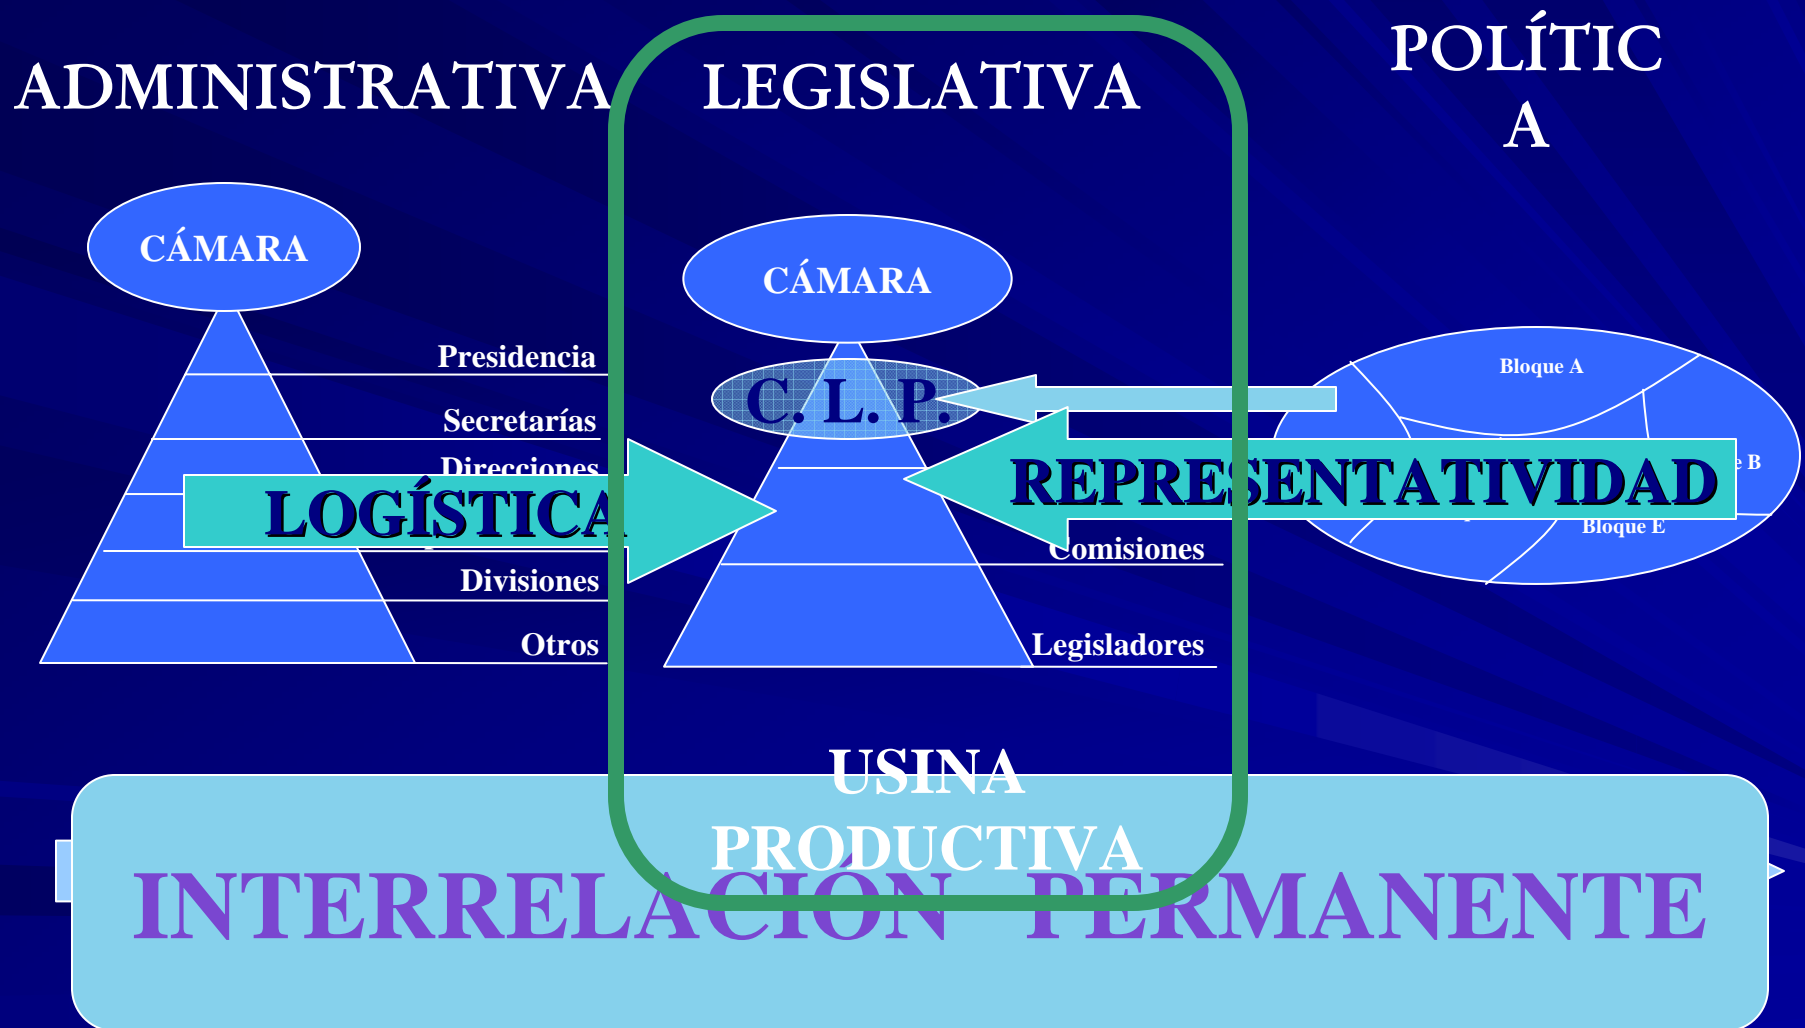 ADMINISTRATIVA
LEGISLATIVA
POLÍTIC
A
CÁMARA
Presidencia
Secretarías
Direcciones
LOGÍSTICA
Divisiones
Otros
CÁMARA
C. L. P.
Comisiones
Legisladores
Bloque A
REPRESENTATIVIDAD
B
Bloque E
USINA
PRODUCTIVA
INTERRELACIÓN PERMANENTE